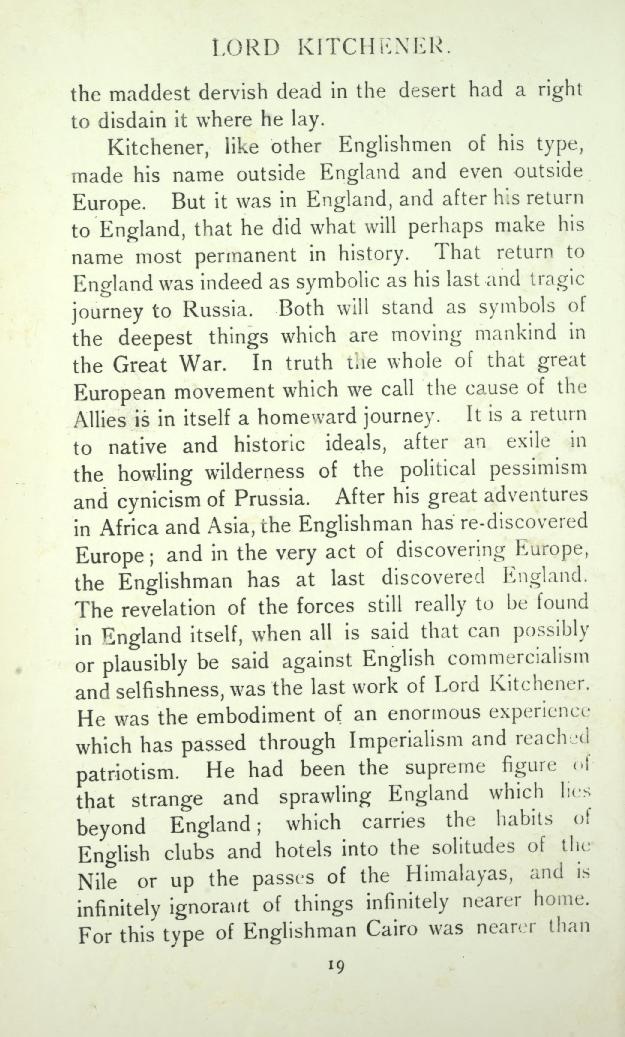 LORD KITCHENER.
the maddest dervish dead in the desert had a right
to disdain it where he lay.
Kitchener, like other Englishmen of his type,
made his name outside England and even outside
Europe. But it was in England, and after his return
to England, that he did what will perhaps make his
name most permanent in history. That return to
England was indeed as symbolic as his last and tragic
journey to Russia. Both will stand as symbols of
the deepest things which are moving mankind in
the Great War. In truth the whole of that great
European movement which we call the cause of the
Allies is in itself a homeward journey. It is a return
to native and historic ideals, after an exile in
the howling wilderness of the political pessimism
and cynicism of Prussia. After his great adventures
in Africa and Asia, the Englishman has re-discovered
Europe; and in the very act of discovering Europe,
the Englishman has at last discovered England.
The revelation of the forces still really to be found
in England itself, when all is said that can possibly
or plausibly be said against English commercialism
and selfishness, was the last work of Lord Kitchener.
He was the embodiment of an enormous experience
which has passed through Imperialism and reached
patriotism. He had been the supreme figure of
that strange and sprawling England which lies
beyond England; which carries the habits of
English clubs and hotels into the solitudes of the
Nile or up the passes of the Himalayas, and is
infinitely ignorant of things infinitely nearer home.
For this type of Englishman Cairo was nearer than
19